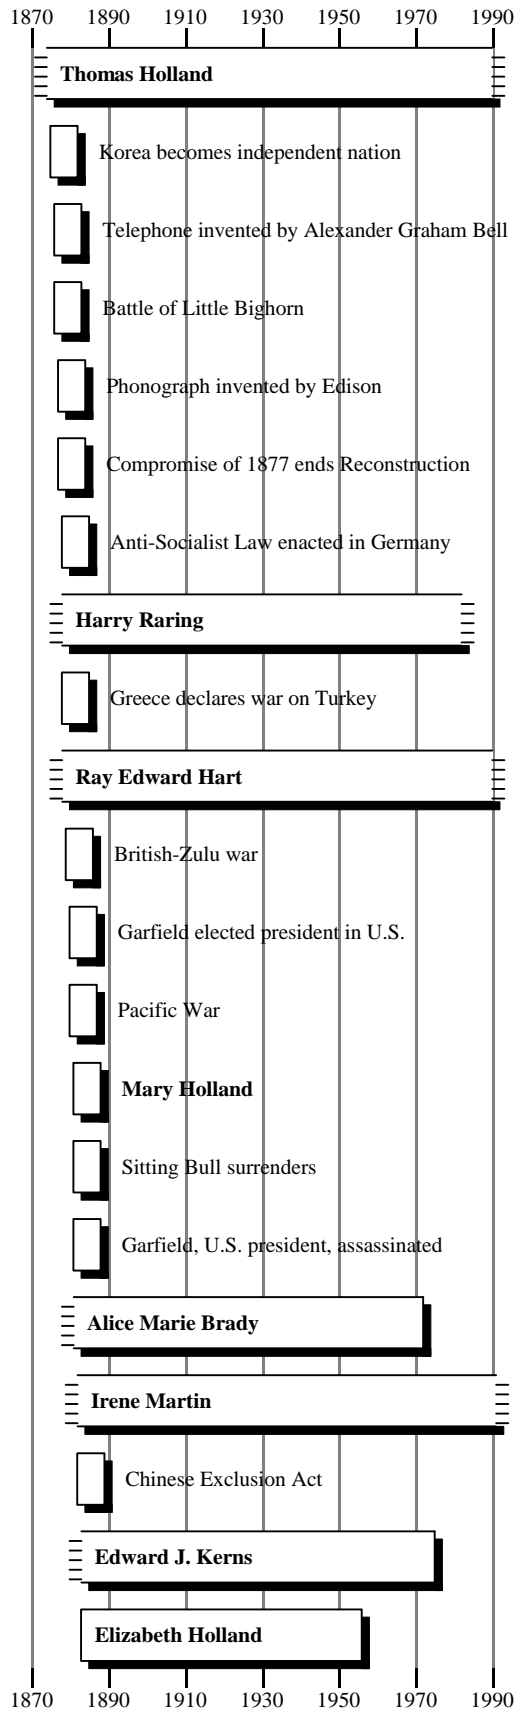 1870 1890 1910 1930 1950 1970 1990
Thomas Holland
Korea becomes independent nation
Telephone invented by Alexander Graham Bell
Battle of Little Bighorn
Phonograph invented by Edison
Compromise of 1877 ends Reconstruction
Anti-Socialist Law enacted in Germany
Harry Raring
Greece declares war on Turkey
Ray Edward Hart
British-Zulu war
Garfield elected president in U.S.
Pacific War
Mary Holland
Sitting Bull surrenders
Garfield, U.S. president, assassinated
Alice Marie Brady
Irene Martin
Chinese Exclusion Act
Edward J. Kerns
Elizabeth Holland
1870 1890 1910 1930 1950 1970 1990